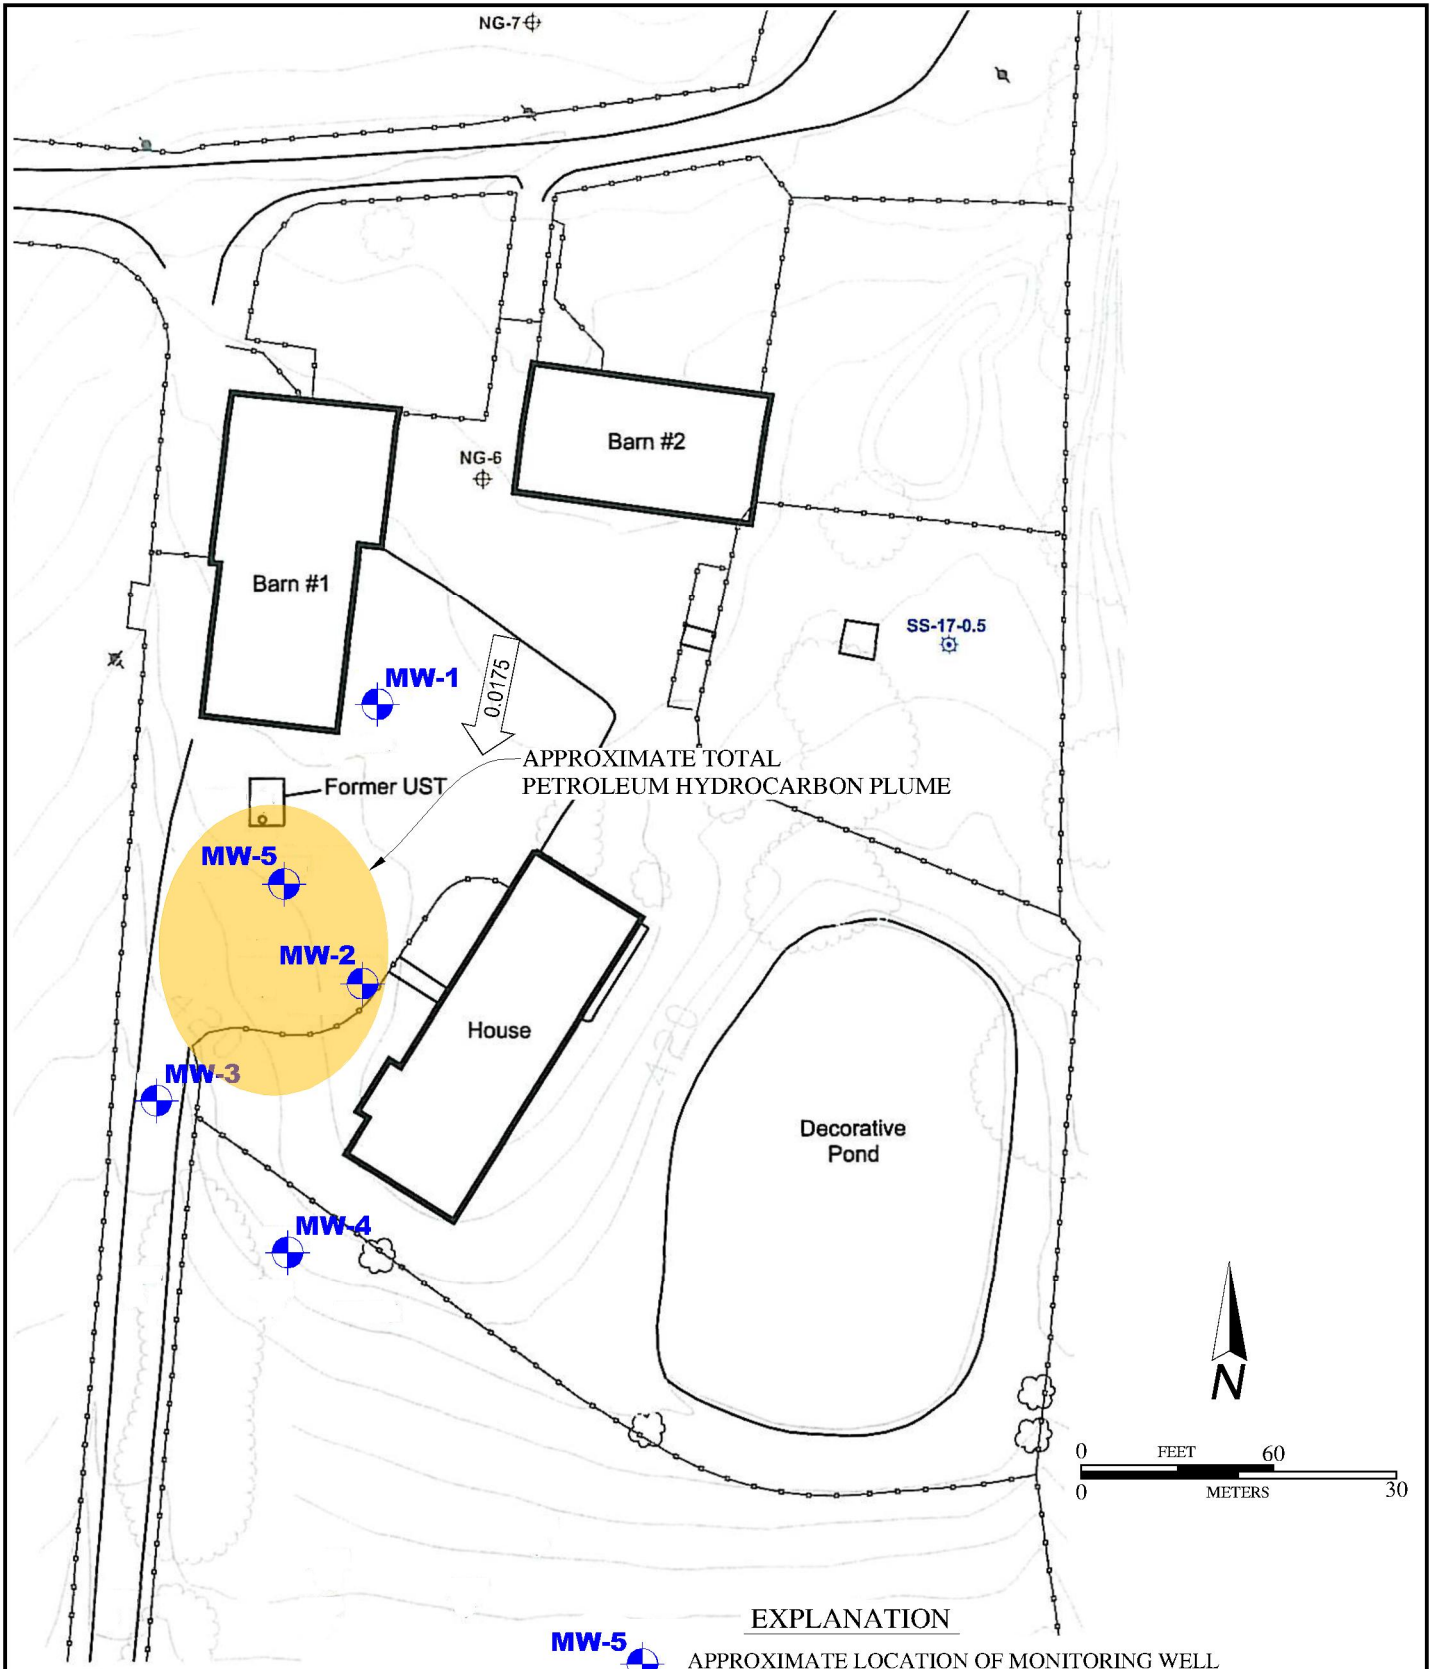 NG-7
Barn #2
NG-6
Barn #1
SS-17-0.5
MW-1
0.0175
APPROXIMATE TOTAL
PETROLEUM HYDROCARBON PLUME
Former UST
MW-5
MW-2
House
420
MW-3
Decorative
Pond
MW-4
N
0 FEET 60
0 METERS 30
EXPLANATION
MW-5
APPROXIMATE LOCATION OF MONITORING WELL